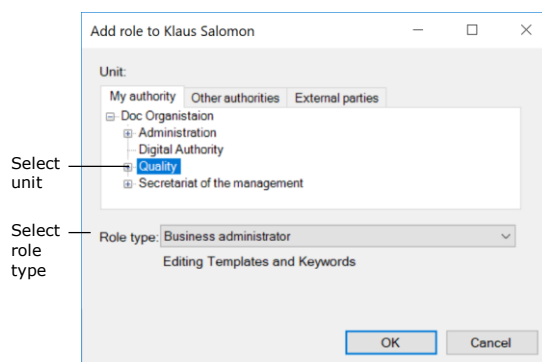 Add role to Klaus Salomon
Unit:
My authority Other authorities External parties
Doc Organistaion
Administration
Digital Authority
Quality
Secretariat of the management
Select
unit
Select
role
type
Role type: Business administrator
Editing Templates and Keywords
OK Cancel